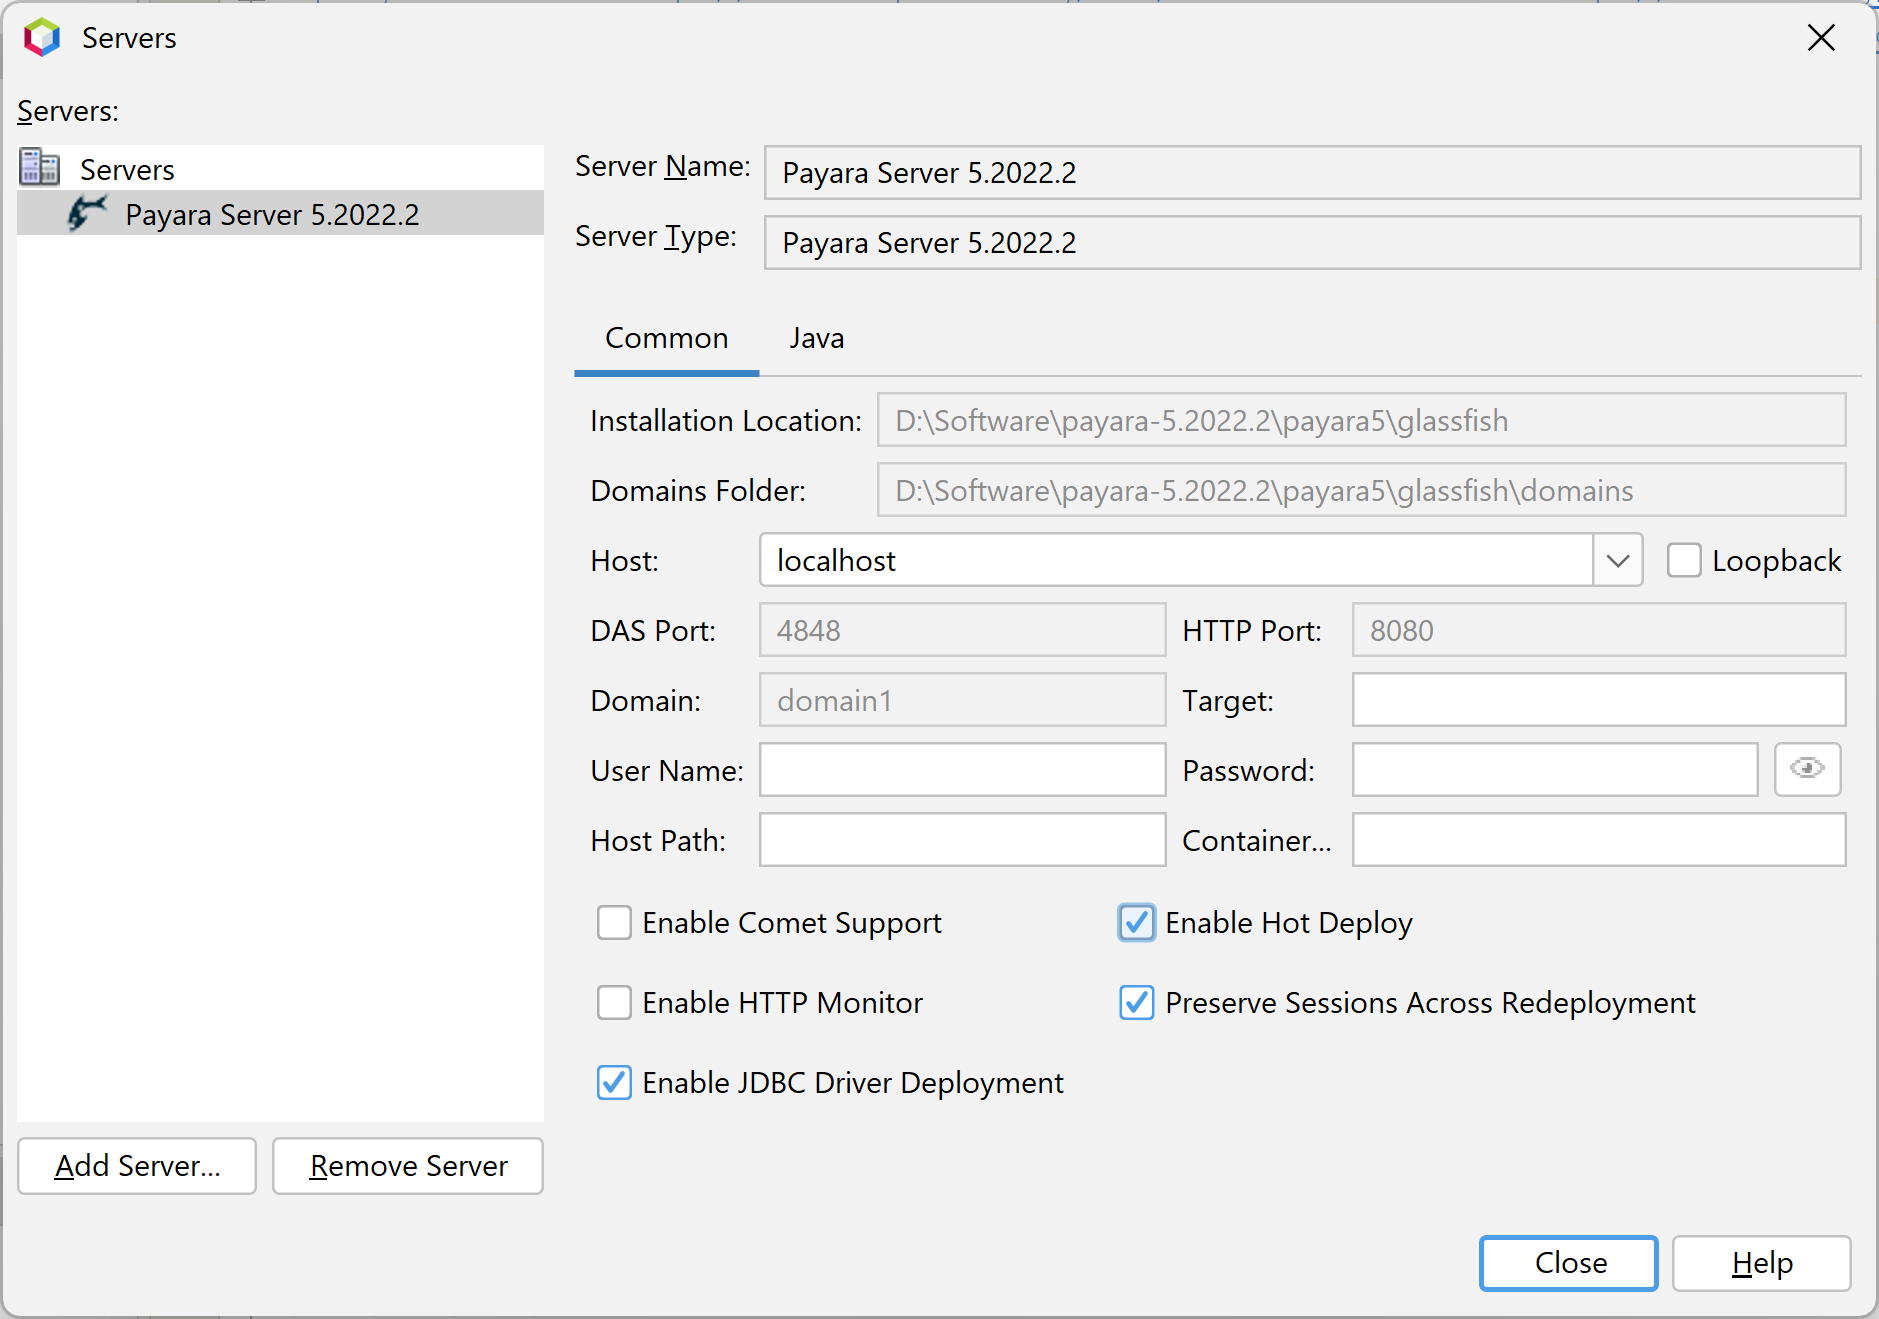 Servers
Servers:
Servers
Payara Server 5.2022.2
Server Name: Payara Server 5.2022.2
Server Type: Payara Server 5.2022.2
Common Java
Installation Location: D:\Software\payara-5.2022.2\payara5\glassfish
Domains Folder: D:\Software\payara-5.2022.2\payara5\glassfish\domains
Host: localhost Loopback
DAS Port: 4848 HTTP Port: 8080
Domain: domain1 Target:
User Name: Password:
Host Path: Container...
Enable Comet Support Enable Hot Deploy
Enable HTTP Monitor Preserve Sessions Across Redeployment
Enable JDBC Driver Deployment
Add Server... Remove Server
Close Help